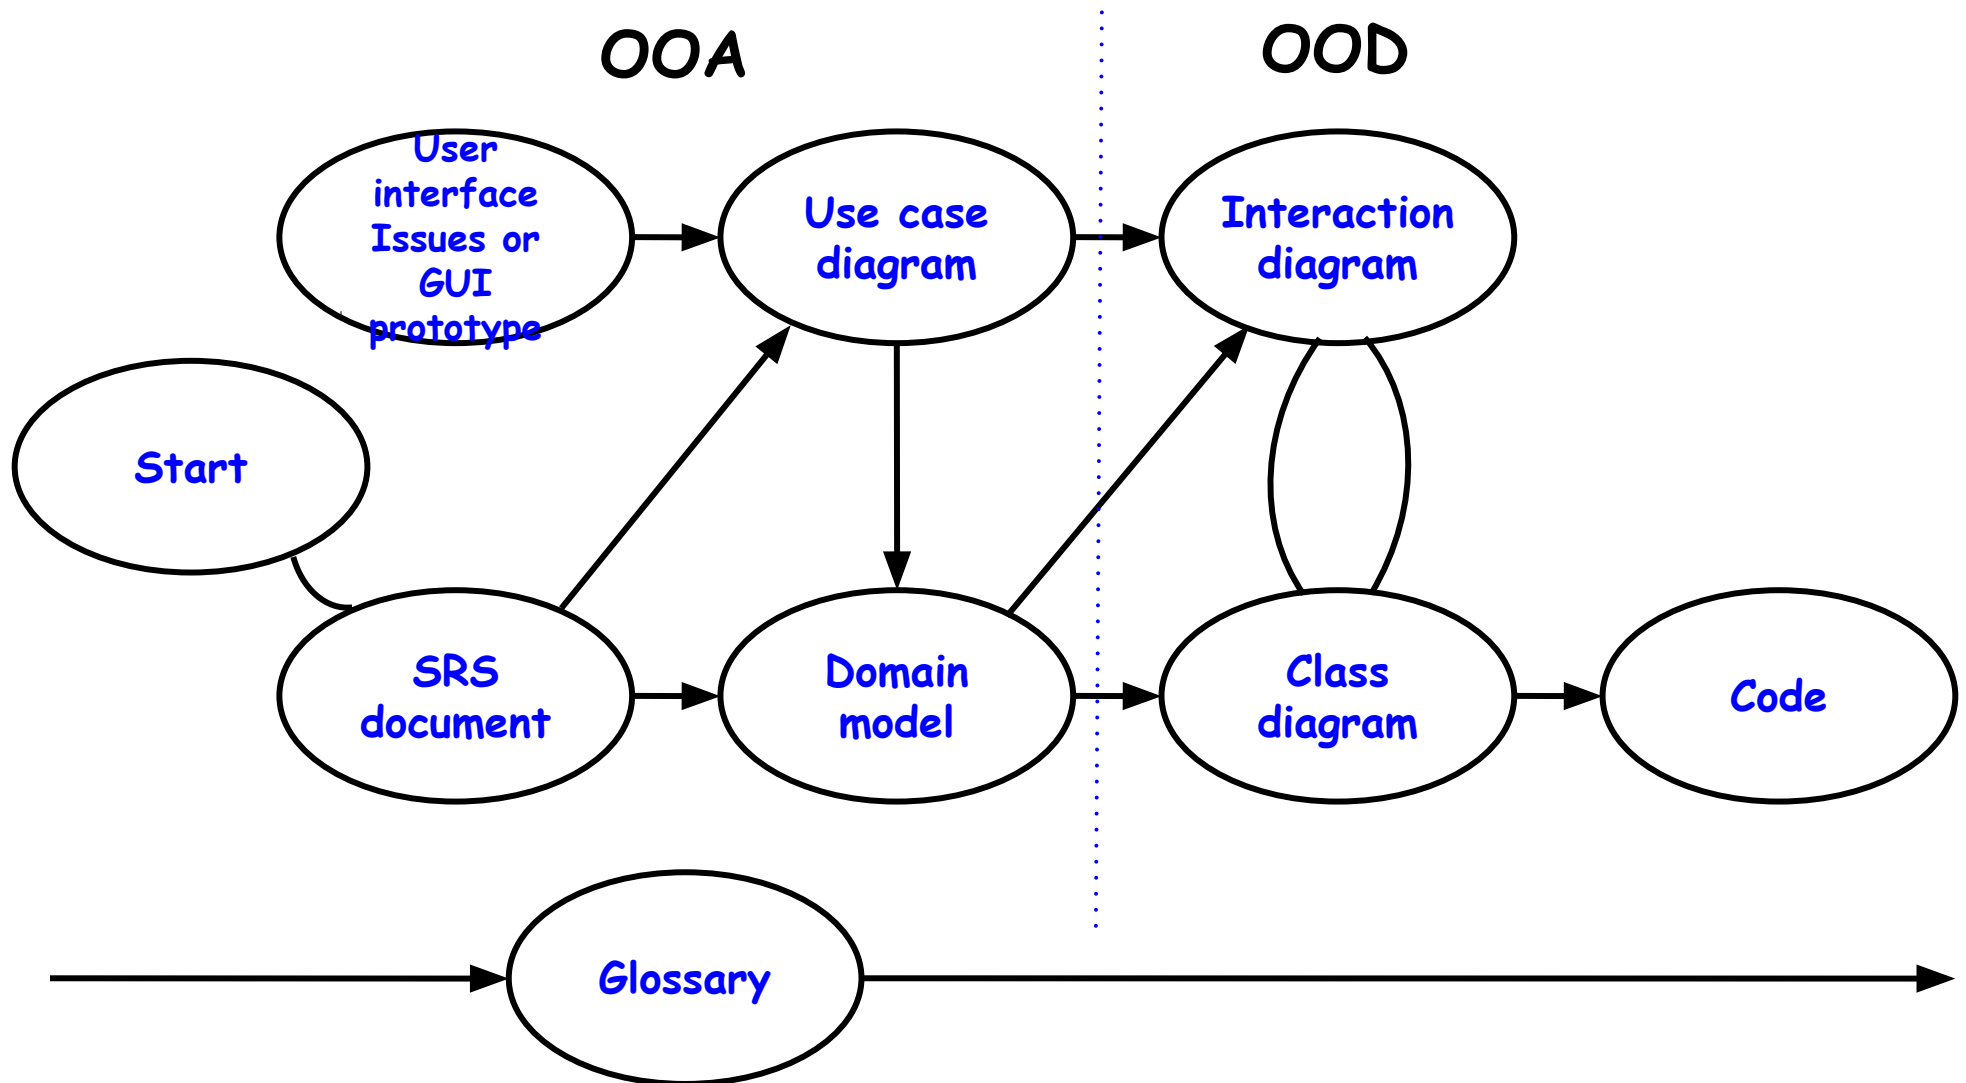 OOA
OOD
User
interface
Issues or
GUI
prototype
Use case
diagram
Interaction
diagram
Start
SRS
document
Domain
model
Class
diagram
Code
Glossary